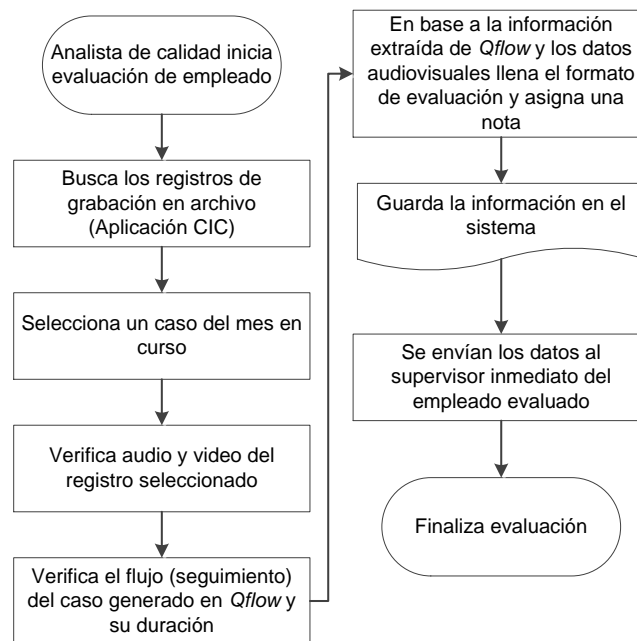 Analista de calidad inicia
evaluación de empleado
Busca los registros de
grabación en archivo
(Aplicación CIC)
Selecciona un caso del mes en
curso
Verifica audio y video del
registro seleccionado
Verifica el flujo (seguimiento)
del caso generado en Qflow y
su duración
En base a la información
extraída de Qflow y los datos
audiovisuales llena el formato
de evaluación y asigna una
nota
Guarda la información en el
sistema
Se envían los datos al
supervisor inmediato del
empleado evaluado
Finaliza evaluación